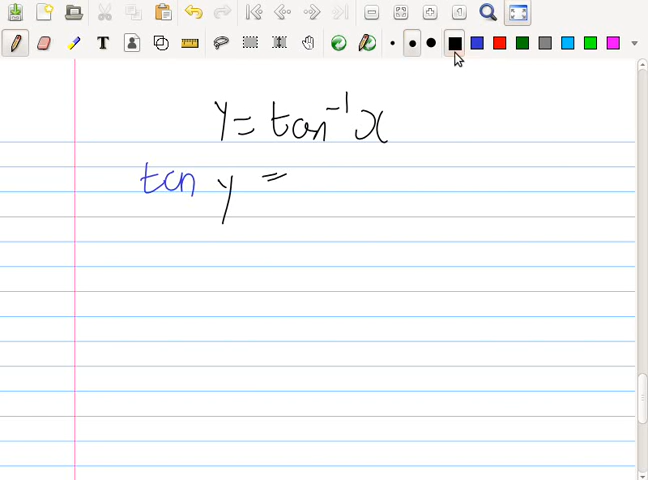 y = tan⁻¹ x
tan y =